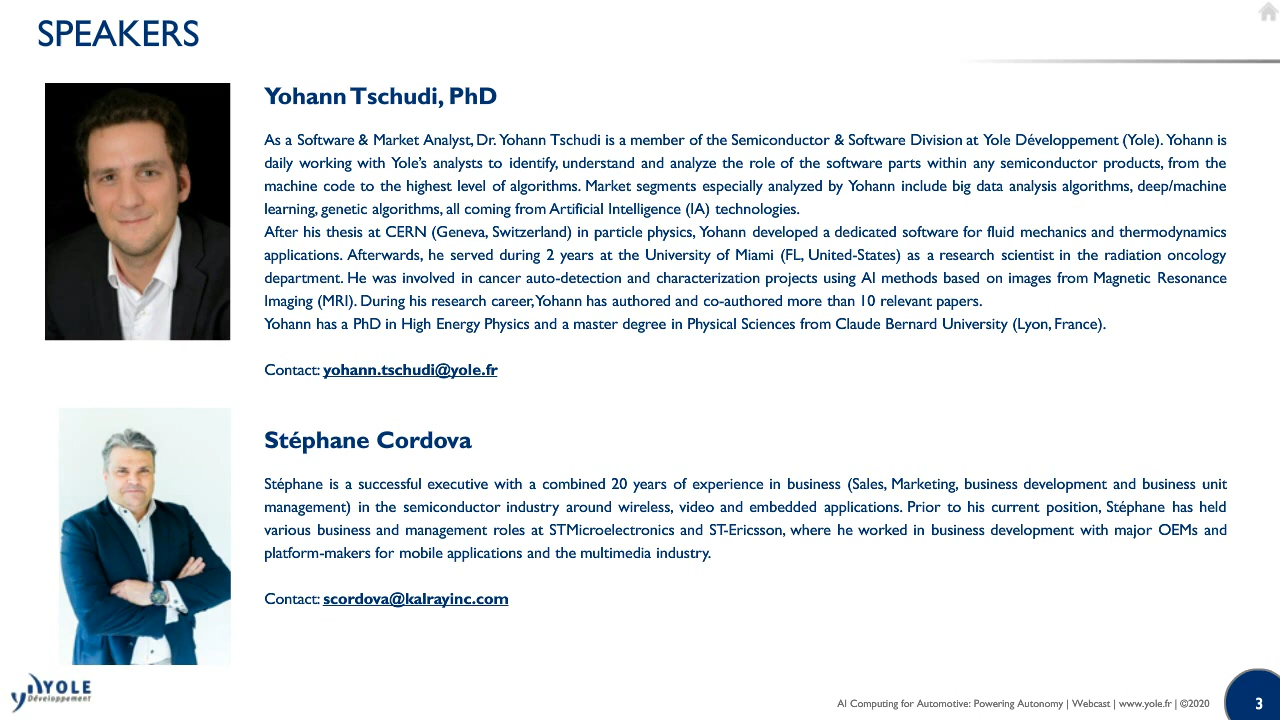 SPEAKERS
Yohann Tschudi, PhD
As a Software & Market Analyst, Dr. Yohann Tschudi is a member of the Semiconductor & Software Division at Yole Développement (Yole). Yohann is
daily working with Yole's analysts to identify, understand and analyze the role of the software parts within any semiconductor products, from the
machine code to the highest level of algorithms. Market segments especially analyzed by Yohann include big data analysis algorithms, deep/machine
learning, genetic algorithms, all coming from Artificial Intelligence (IA) technologies.
After his thesis at CERN (Geneva, Switzerland) in particle physics, Yohann developed a dedicated software for fluid mechanics and thermodynamics
applications. Afterwards, he served during 2 years at the University of Miami (FL, United-States) as a research scientist in the radiation oncology
department. He was involved in cancer auto-detection and characterization projects using AI methods based on images from Magnetic Resonance
Imaging (MRI). During his research career, Yohann has authored and co-authored more than 10 relevant papers.
Yohann has a PhD in High Energy Physics and a master degree in Physical Sciences from Claude Bernard University (Lyon, France).
Contact: yohann.tschudi@yole.fr
Stéphane Cordova
Stéphane is a successful executive with a combined 20 years of experience in business (Sales, Marketing, business development and business unit
management) in the semiconductor industry around wireless, video and embedded applications. Prior to his current position, Stéphane has held
various business and management roles at STMicroelectronics and ST-Ericsson, where he worked in business development with major OEMs and
platform-makers for mobile applications and the multimedia industry.
Contact: scordova@kalrayinc.com
YOLE
Développement
AI Computing for Automotive: Powering Autonomy | Webcast | www.yole.fr | ©2020
3